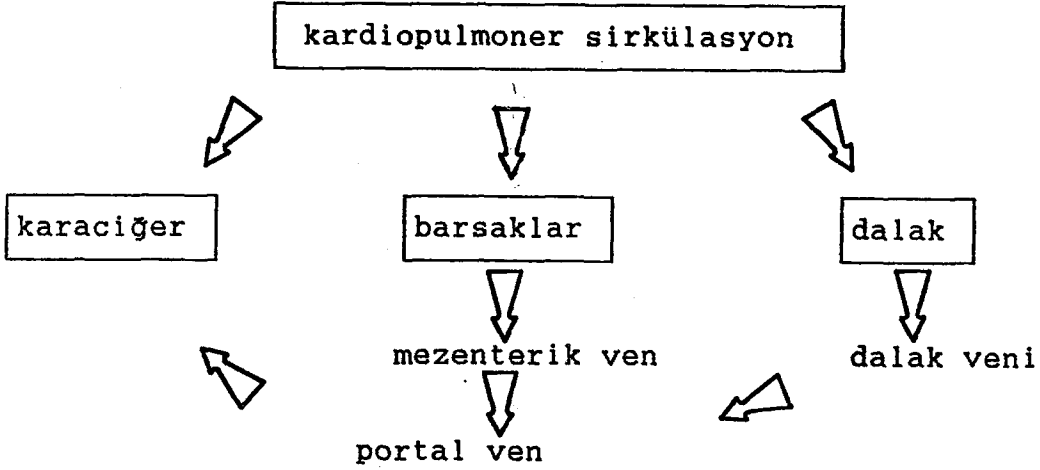 kardiopulmoner sirkülasyon
karaciğer
barsaklar
dalak
mezenterik ven
dalak veni
portal ven